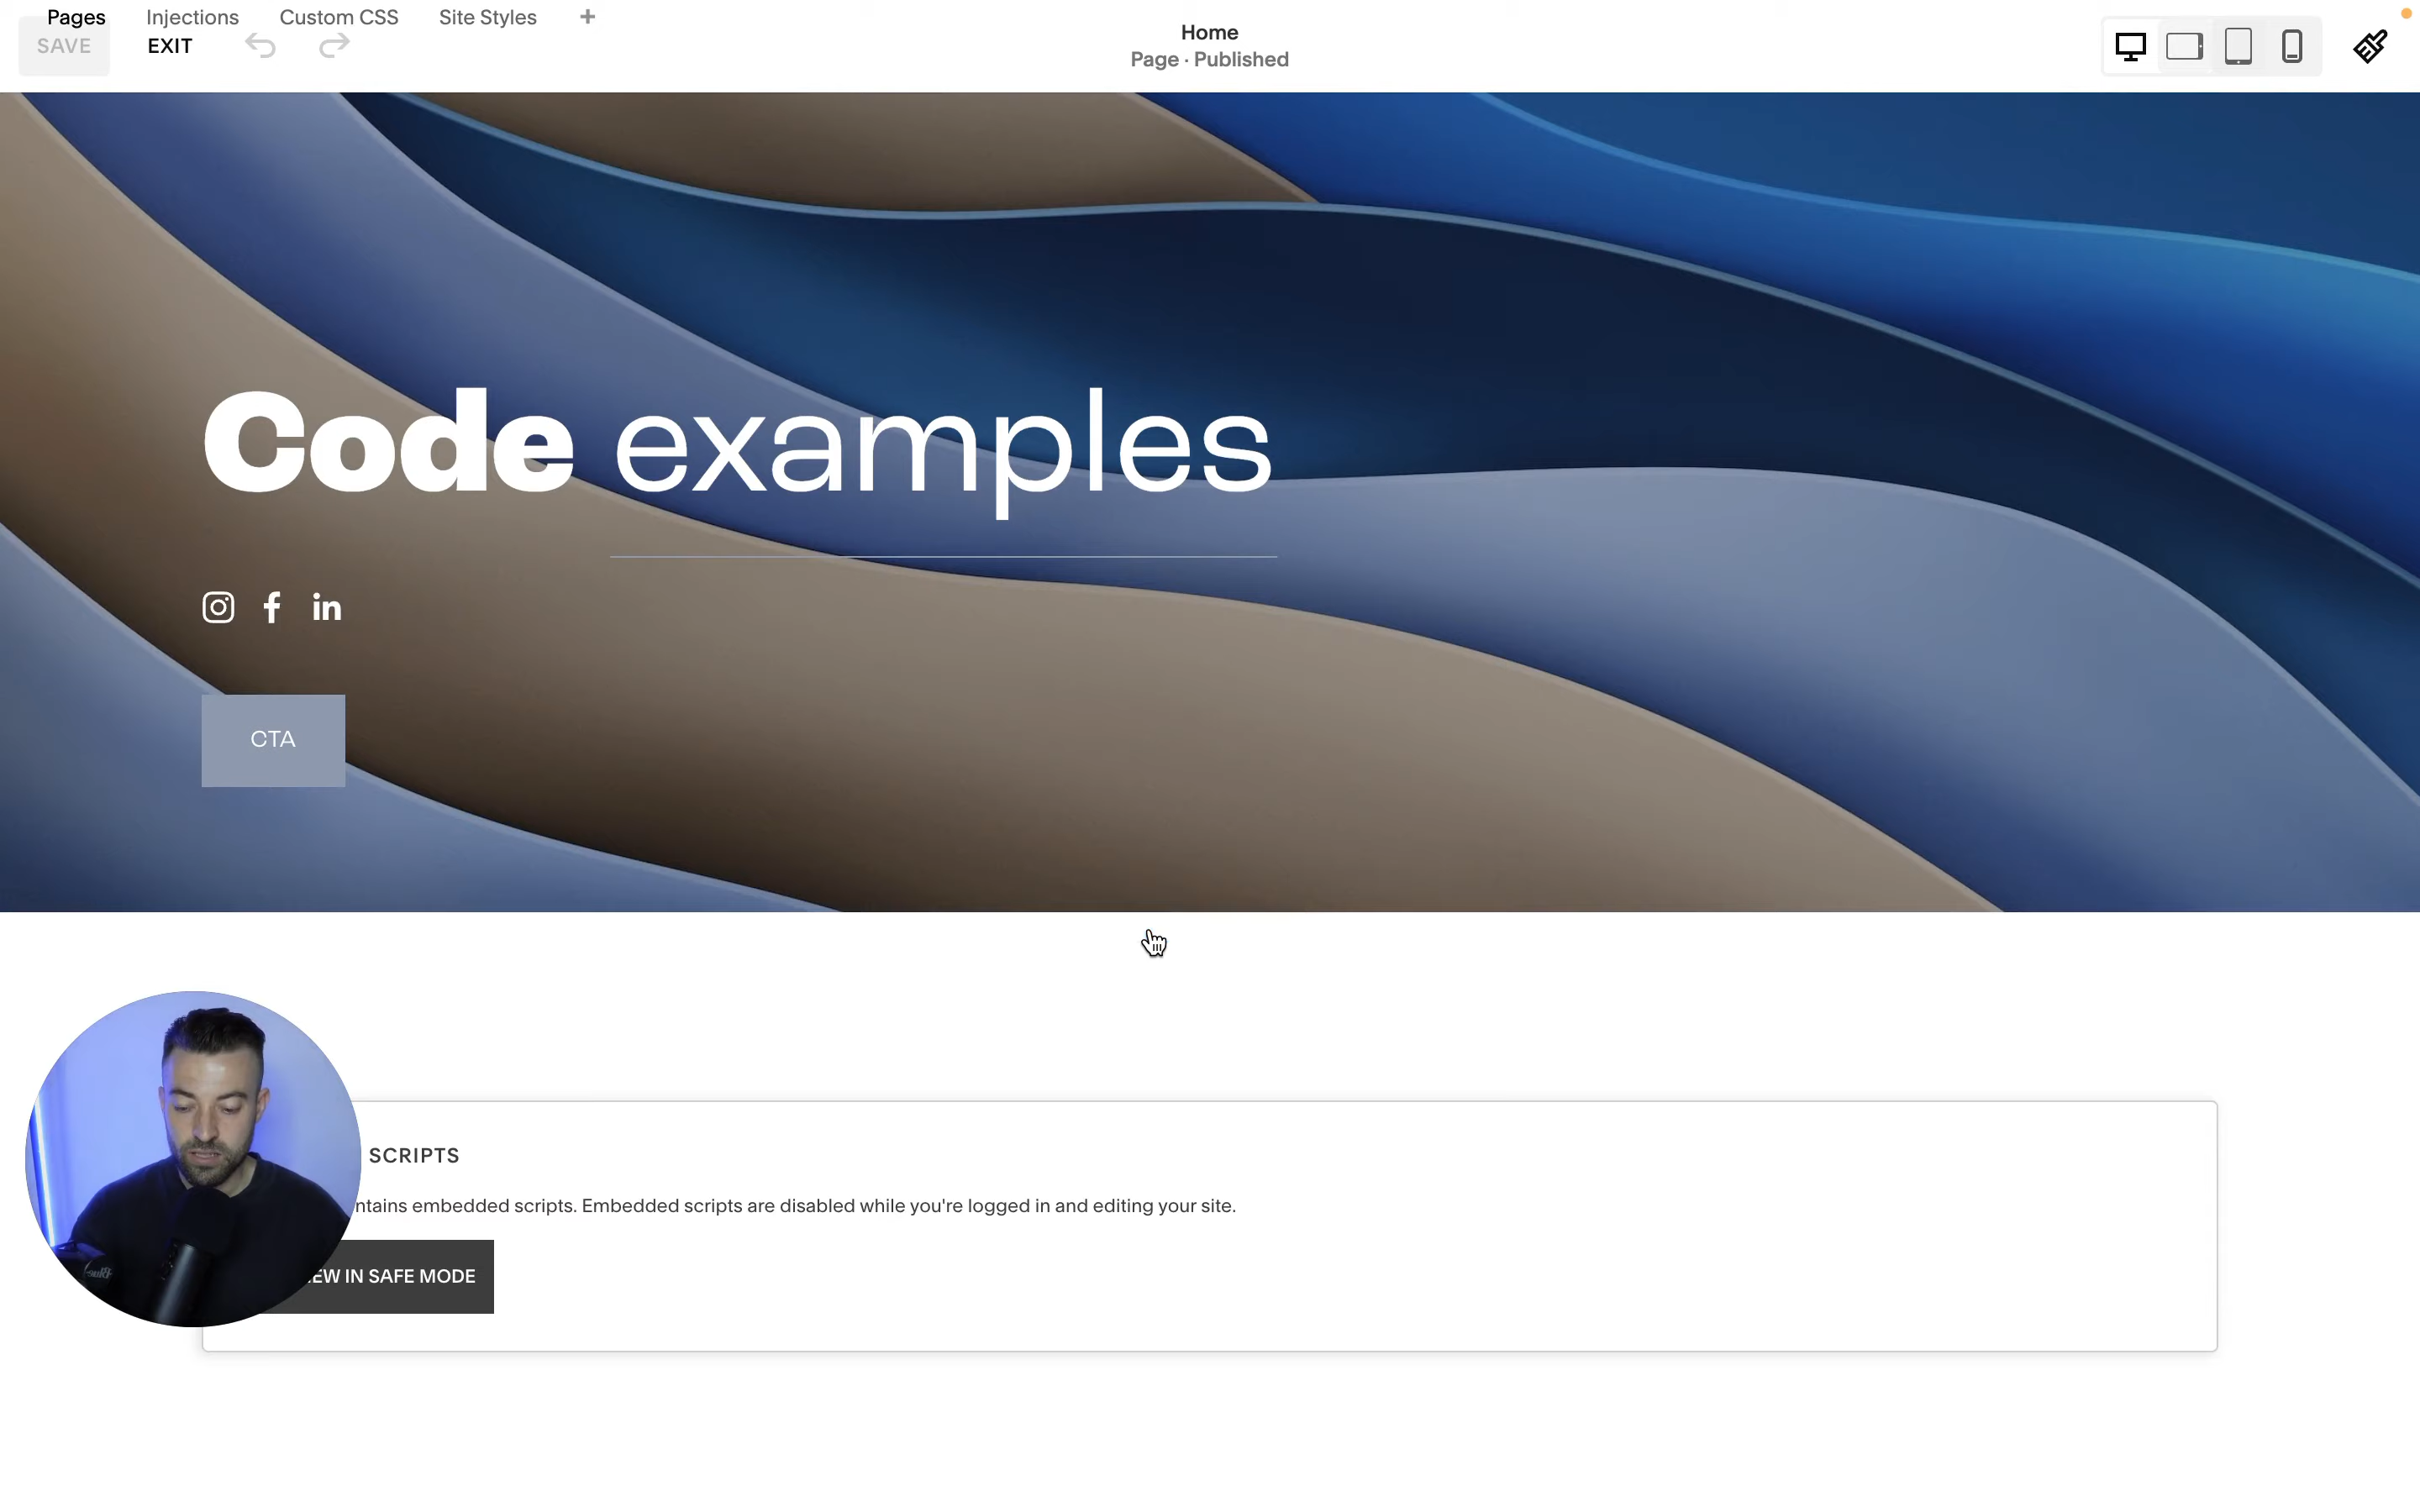 Pages Injections Custom CSS Site Styles +
SAVE EXIT
Home
Page · Published
Code examples
CTA
SCRIPTS
ntains embedded scripts. Embedded scripts are disabled while you're logged in and editing your site.
EW IN SAFE MODE